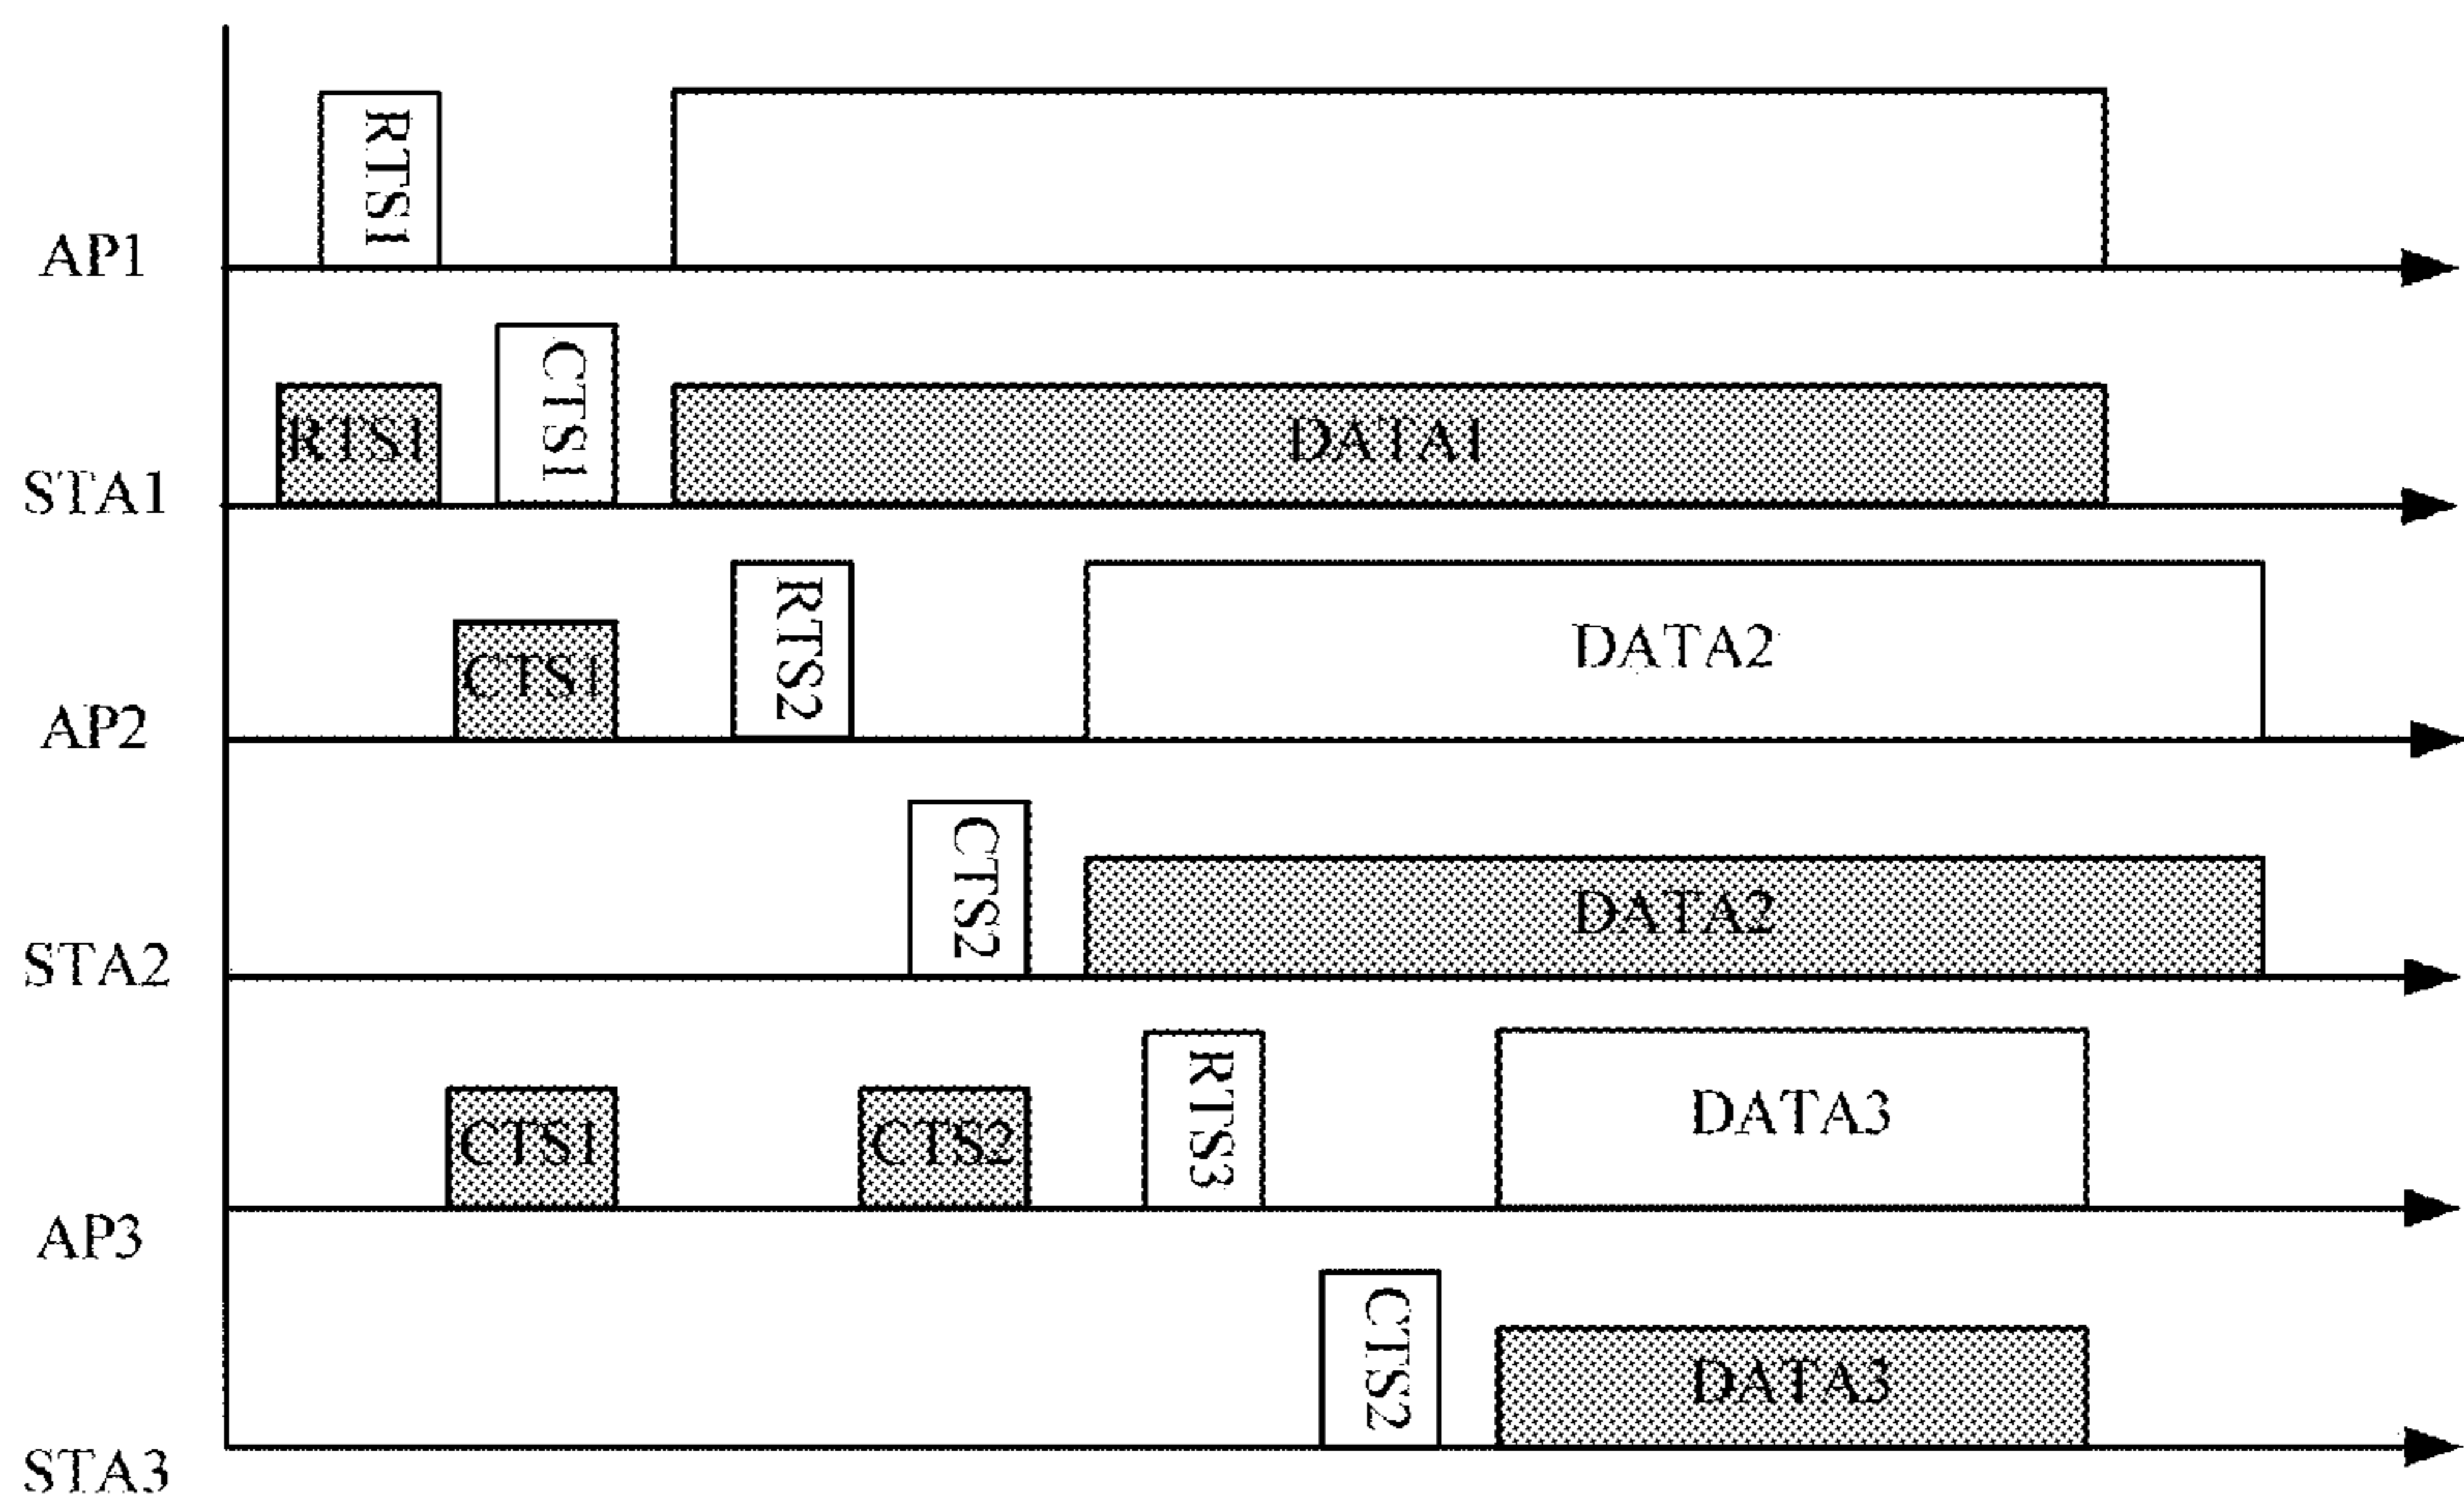 RTS1
AP1
CTS1
RTS1
DATA1
STA1
RTS2
DATA2
CTS1
AP2
CTS2
DATA2
STA2
RTS3
DATA3
CTS1
CTS2
AP3
CTS2
DATA3
STA3